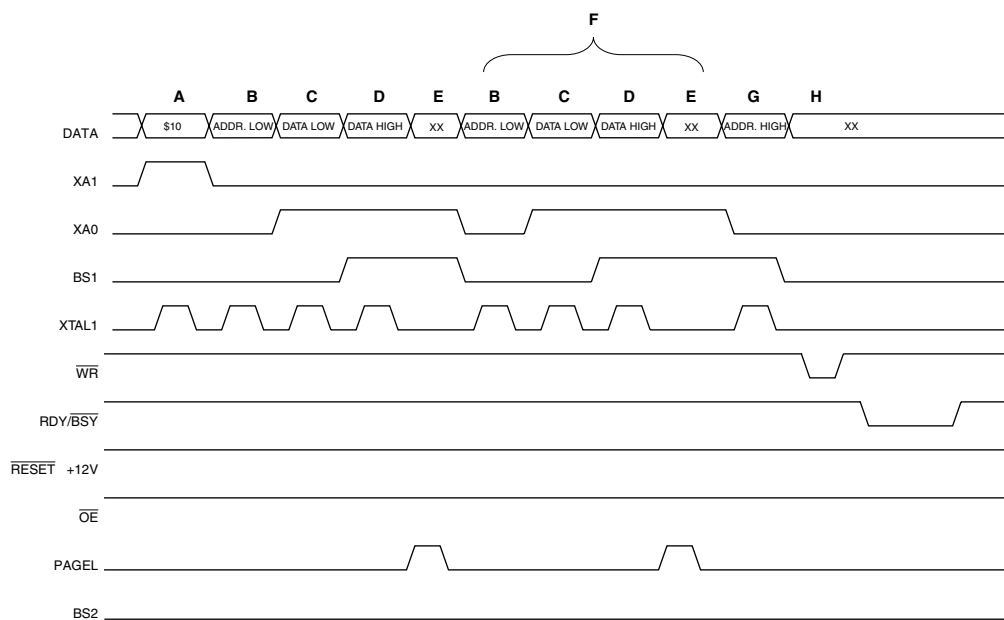 F
A B C D E B C D E G H
DATA $10 ADDR. LOW DATA LOW DATA HIGH XX ADDR. LOW DATA LOW DATA HIGH XX ADDR. HIGH XX
XA1
XA0
BS1
XTAL1
WR
RDY/BSY
RESET +12V
OE
PAGEL
BS2